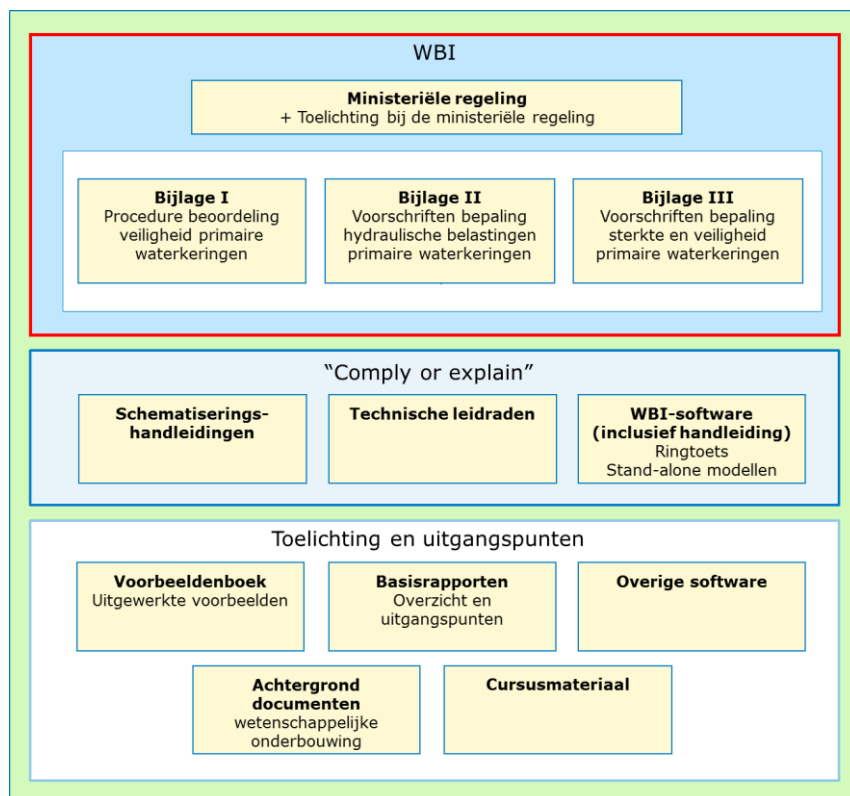 WBI
Ministeriële regeling
+ Toelichting bij de ministeriële regeling
Bijlage I
Procedure beoordeling
veiligheid primaire
waterkeringen
Bijlage II
Voorschriften bepaling
hydraulische belastingen
primaire waterkeringen
Bijlage III
Voorschriften bepaling
sterkte en veiligheid
primaire waterkeringen
“Comply or explain”
Schematiserings-
handleidingen
Technische leidraden
WBI-software
(inclusief handleiding)
Ringtoets
Stand-alone modellen
Toelichting en uitgangspunten
Voorbeeldenboek
Uitgewerkte voorbeelden
Basisrapporten
Overzicht en
uitgangspunten
Overige software
Achtergrond
documenten
wetenschappelijke
onderbouwing
Cursusmateriaal